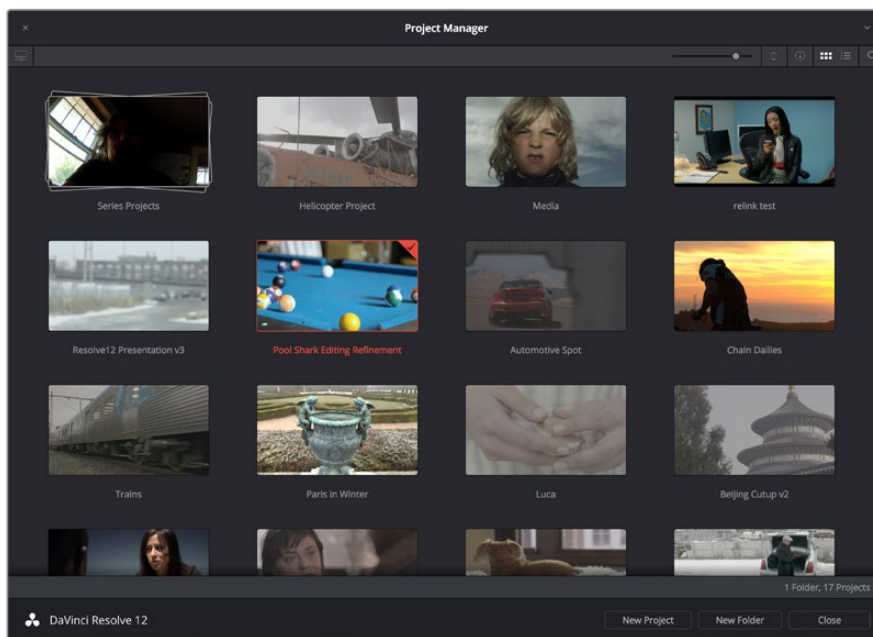 Project Manager
Series Projects
Helicopter Project
Media
relink test
Resolve12 Presentation v3
Pool Shark Editing Refinement
Automotive Spot
Chain Dailies
Trains
Paris in Winter
Luca
Beijing Cutup v2
1 Folder, 17 Projects
DaVinci Resolve 12
New Project
New Folder
Close